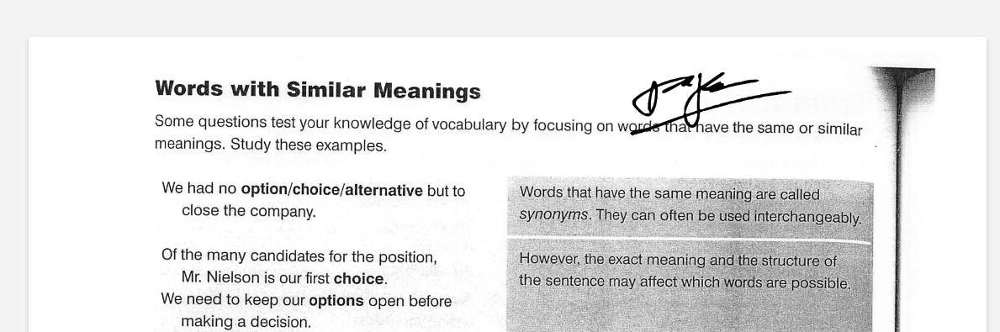 Words with Similar Meanings
Some questions test your knowledge of vocabulary by focusing on words that have the same or similar
meanings. Study these examples.
We had no option/choice/alternative but to
close the company.
Words that have the same meaning are called
synonyms. They can often be used interchangeably.
Of the many candidates for the position,
Mr. Nielson is our first choice.
We need to keep our options open before
making a decision.
However, the exact meaning and the structure of
the sentence may affect which words are possible.